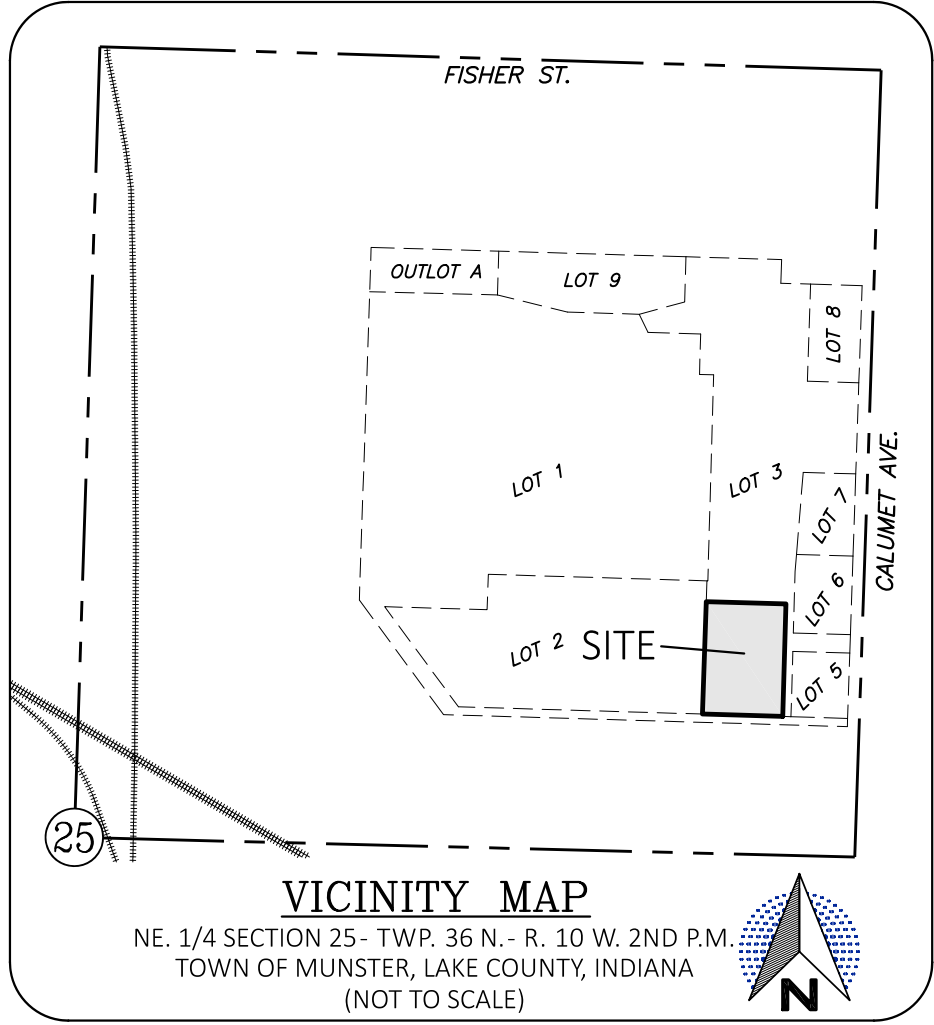 FISHER ST.
OUTLOT A
LOT 9
LOT 8
LOT 1
LOT 3
CALUMET AVE.
LOT 7
LOT 6
LOT 2
SITE
LOT 5
25
VICINITY MAP
NE. 1/4 SECTION 25- TWP. 36 N.- R. 10 W. 2ND P.M.
TOWN OF MUNSTER, LAKE COUNTY, INDIANA
(NOT TO SCALE)
N